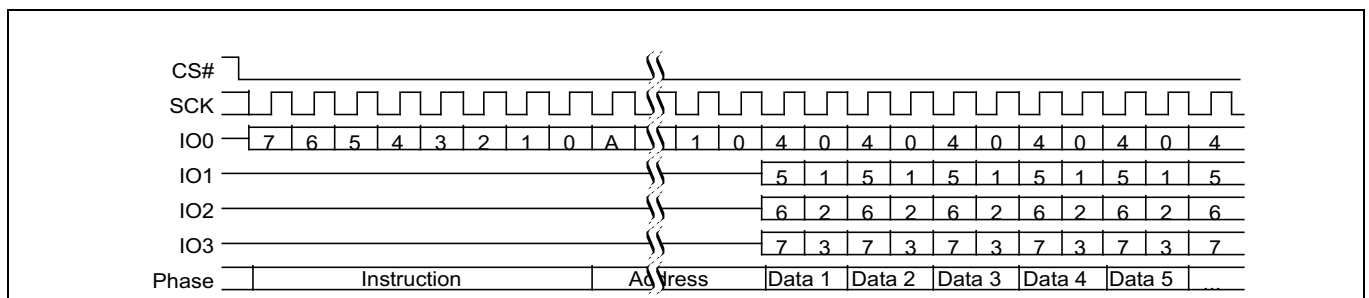 CS#
SCK
IO0 7 6 5 4 3 2 1 0 A 1 0 4 0 4 0 4 0 4 0 4 0 4
IO1 5 1 5 1 5 1 5 1 5 1 5
IO2 6 2 6 2 6 2 6 2 6 2 6
IO3 7 3 7 3 7 3 7 3 7 3 7
Phase Instruction Address Data 1 Data 2 Data 3 Data 4 Data 5 ...